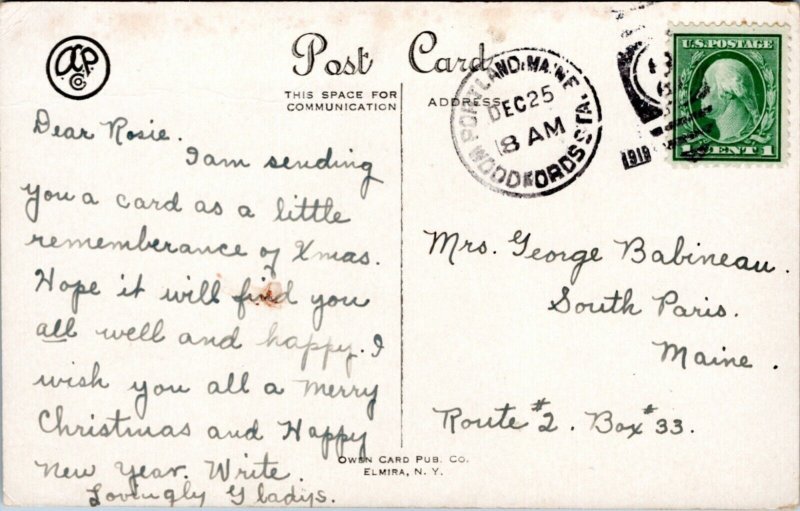 Post Card
THIS SPACE FOR
COMMUNICATION
ADDRESS
PORTLAND, MAINE
DEC 25
8 AM
WOODFORDS STA.
1919
U.S. POSTAGE
1 CENT 1
Dear Rosie.
I am sending
you a card as a little
rememberance of Xmas.
Hope it will find you
all well and happy. I
wish you all a merry
Christmas and Happy
New Year. Write.
Lovingly Gladys.
Mrs. George Babineau.
South Paris.
Maine.
Route #2. Box #33.
OWEN CARD PUB. CO.
ELMIRA, N. Y.